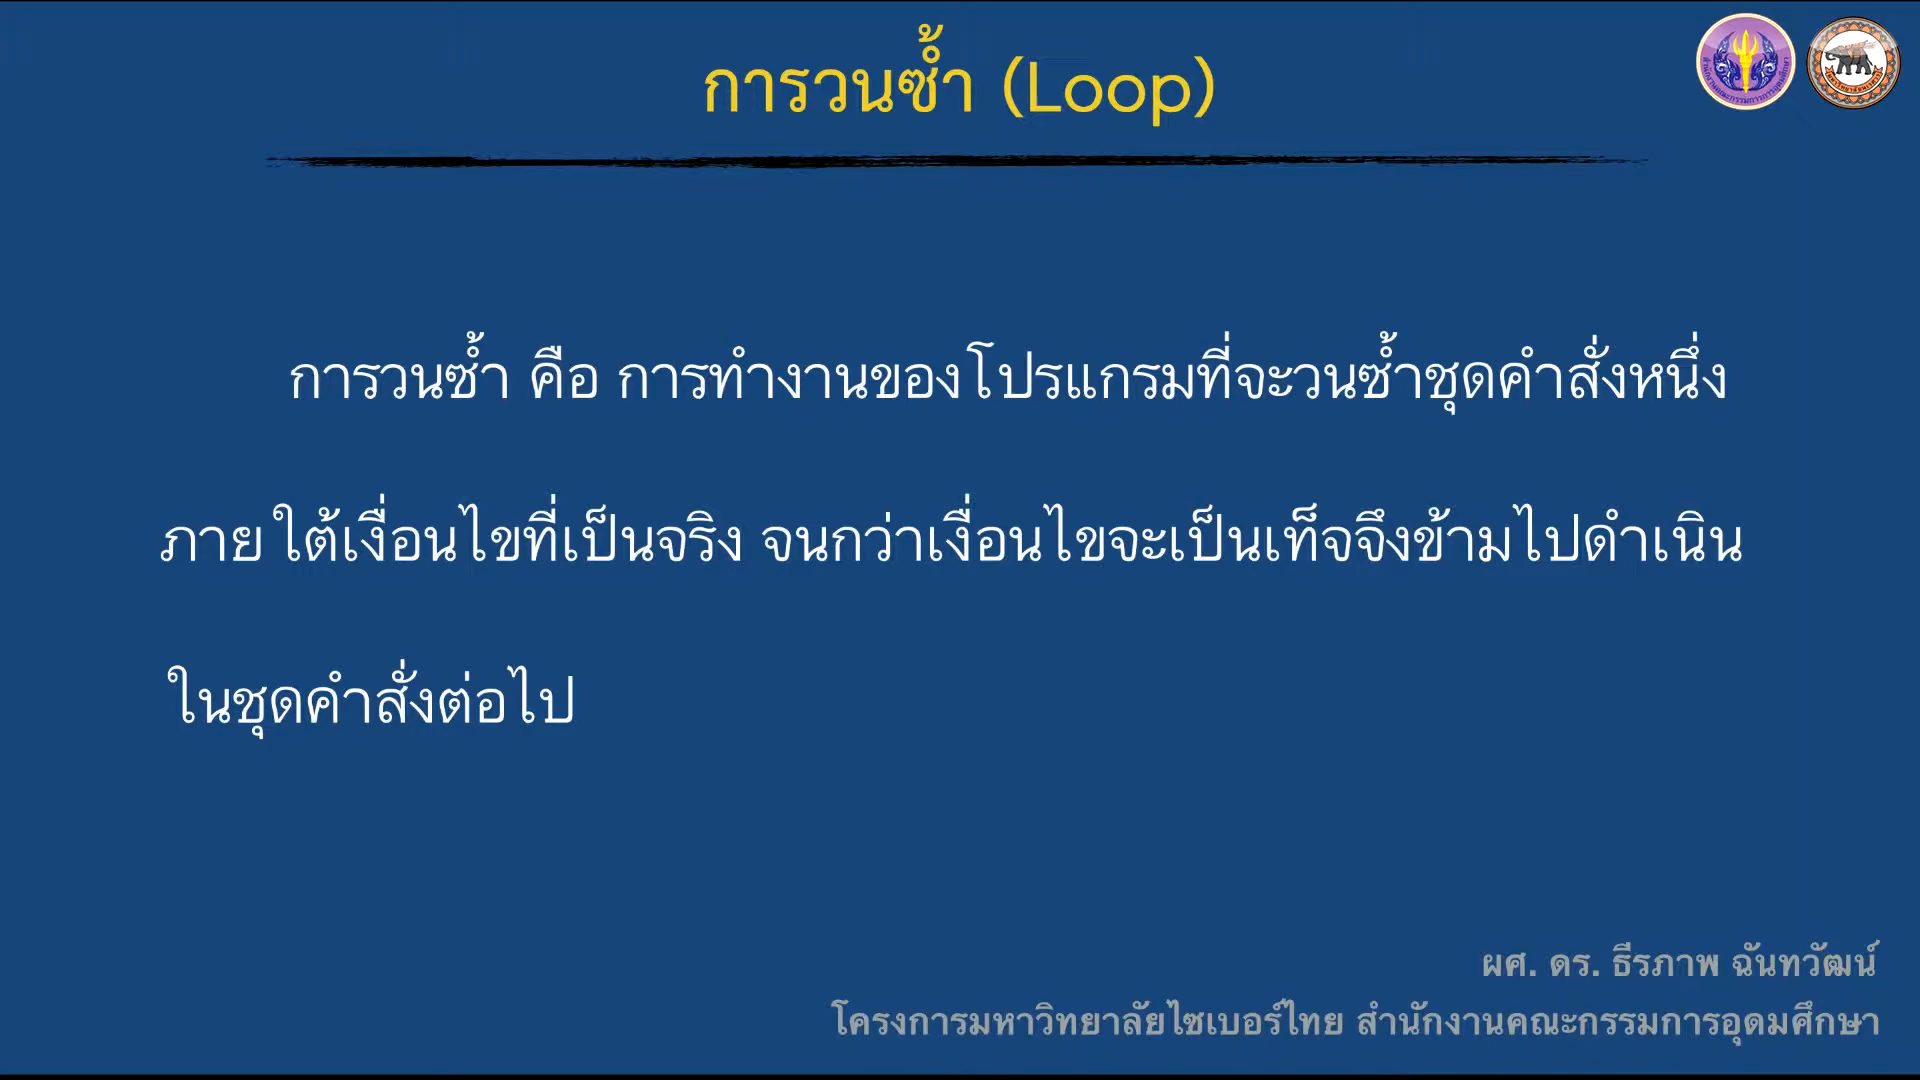 การวนซ้ำ (Loop)
การวนซ้ำ คือ การทำงานของโปรแกรมที่จะวนซ้ำชุดคำสั่งหนึ่ง
ภายใต้เงื่อนไขที่เป็นจริง จนกว่าเงื่อนไขจะเป็นเท็จจึงข้ามไปดำเนิน
ในชุดคำสั่งต่อไป
ผศ. ดร. ธีรภาพ ฉันทวัฒน์
โครงการมหาวิทยาลัยไซเบอร์ไทย สำนักงานคณะกรรมการอุดมศึกษา